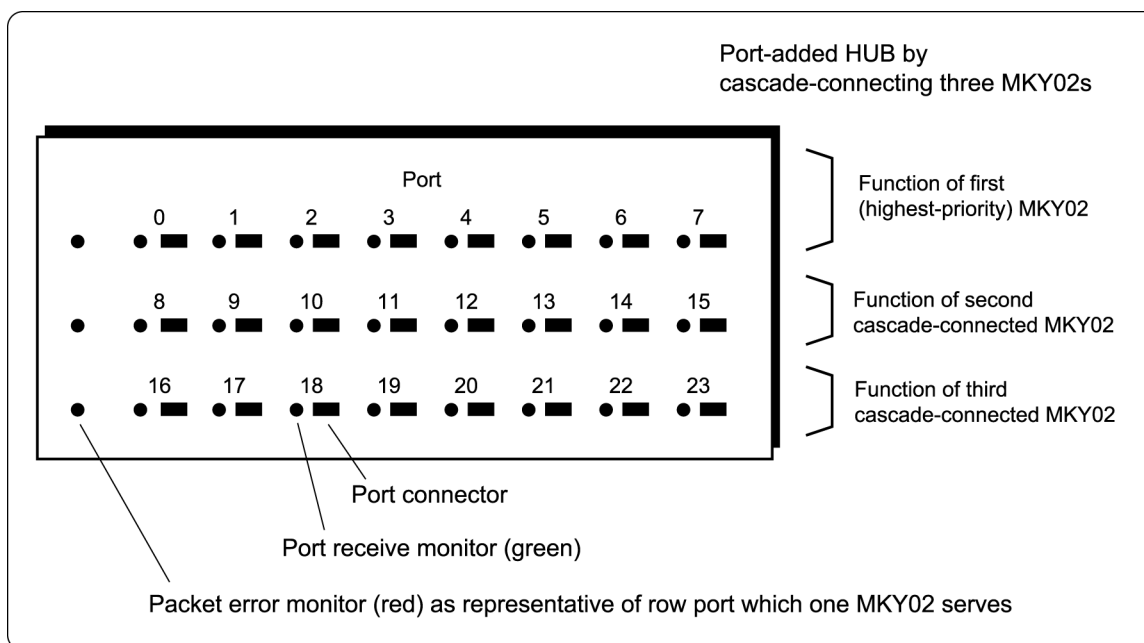 Port-added HUB by
cascade-connecting three MKY02s
Port
0 1 2 3 4 5 6 7
Function of first
(highest-priority) MKY02
8 9 10 11 12 13 14 15
Function of second
cascade-connected MKY02
16 17 18 19 20 21 22 23
Function of third
cascade-connected MKY02
Port connector
Port receive monitor (green)
Packet error monitor (red) as representative of row port which one MKY02 serves